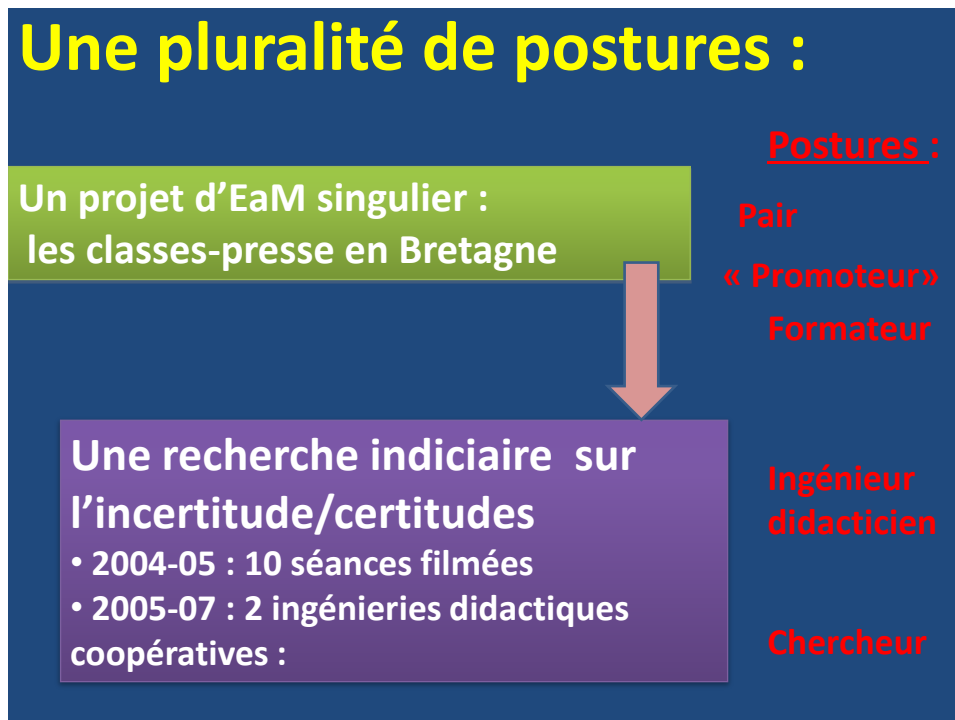 Une pluralité de postures :
Postures :
Un projet d’EaM singulier :
les classes-presse en Bretagne
Pair
« Promoteur»
Formateur
Une recherche indiciaire sur
l’incertitude/certitudes
• 2004-05 : 10 séances filmées
• 2005-07 : 2 ingénieries didactiques
coopératives :
Ingénieur
didacticien
Chercheur